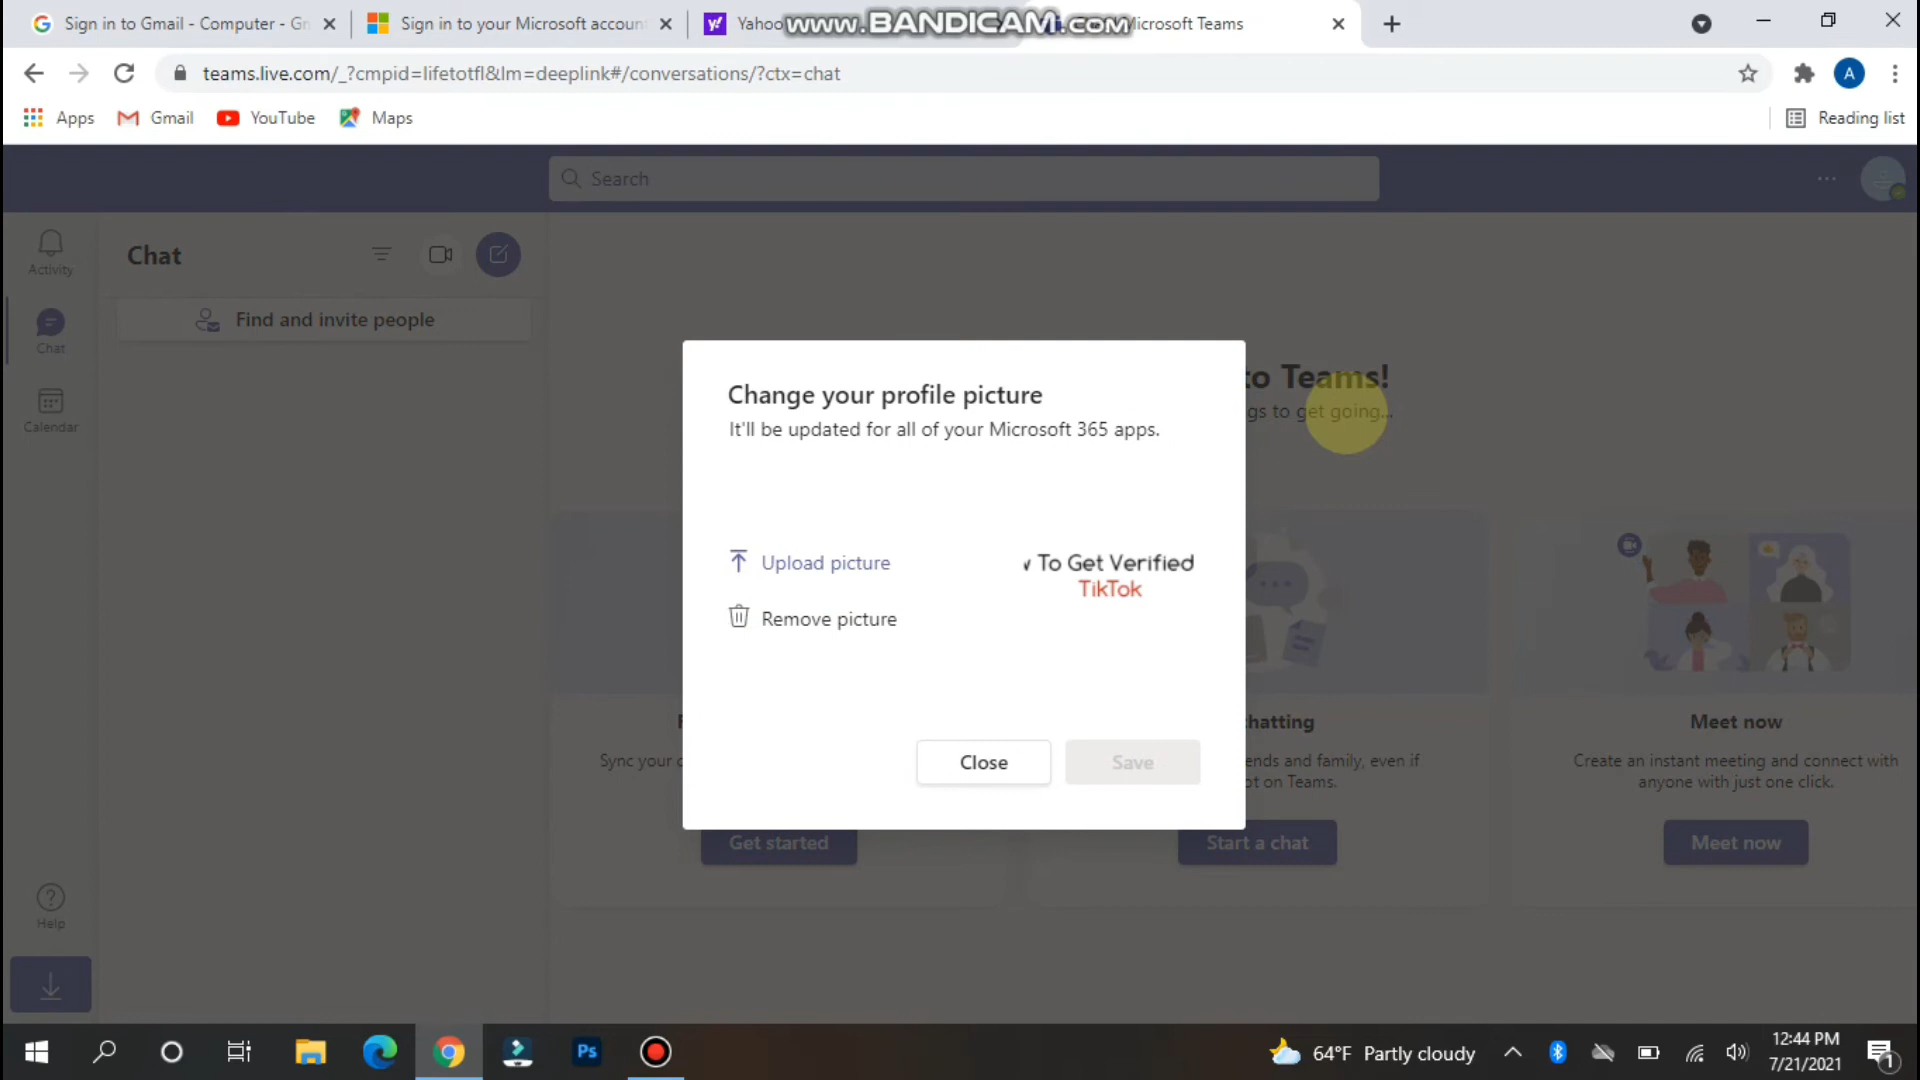 Sign in to Gmail - Computer - Gm
Sign in to your Microsoft accoun
Yahoo
www.BANDICAM.com
Microsoft Teams
teams.live.com/_?cmpid=lifetotfl&lm=deeplink#/conversations/?ctx=chat
A
Apps
Gmail
YouTube
Maps
Reading list
Search
Activity
Chat
Calendar
Help
Chat
Find and invite people
to Teams!
gs to get going...
Change your profile picture
It'll be updated for all of your Microsoft 365 apps.
Upload picture
Remove picture
To Get Verified
TikTok
Close
Save
Sync your
Get started
hatting
ends and family, even if
ot on Teams.
Start a chat
Meet now
Create an instant meeting and connect with
anyone with just one click.
Meet now
Ps
64°F Partly cloudy
12:44 PM
7/21/2021
1